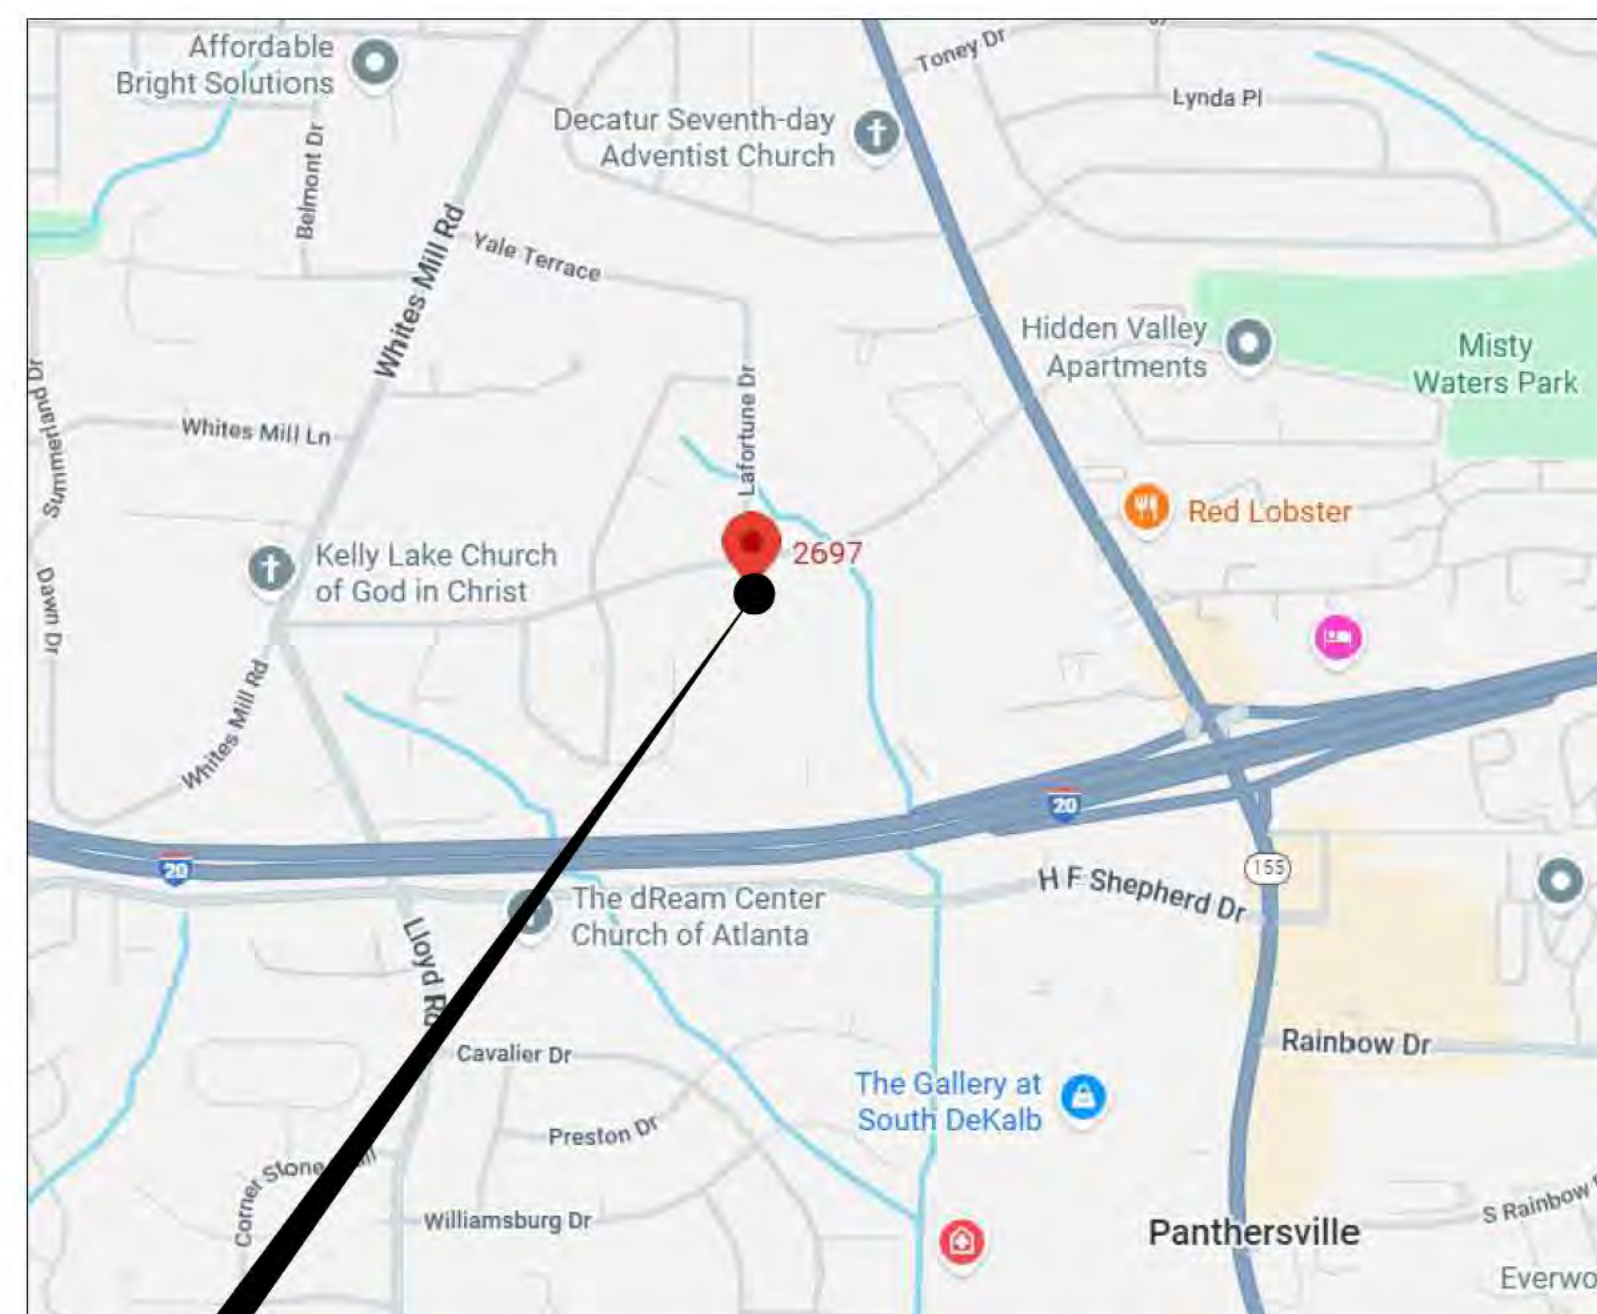 Affordable
Bright Solutions
Toney Dr
Lynda Pl
Decatur Seventh-day
Adventist Church
Belmont Dr
Whites Mill Rd
Yale Terrace
Hidden Valley
Apartments
Misty
Waters Park
Summerland Dr
Whites Mill Ln
Lafortune Dr
Red Lobster
2697
Kelly Lake Church
of God in Christ
Dawn Dr
Whites Mill Rd
20
20
155
H F Shepherd Dr
The dRream Center
Church of Atlanta
Lloyd Rd
Cavalier Dr
Rainbow Dr
The Gallery at
South DeKalb
Preston Dr
Corner Stone
Williamsburg Dr
Panthersville
S Rainbow
Everwo